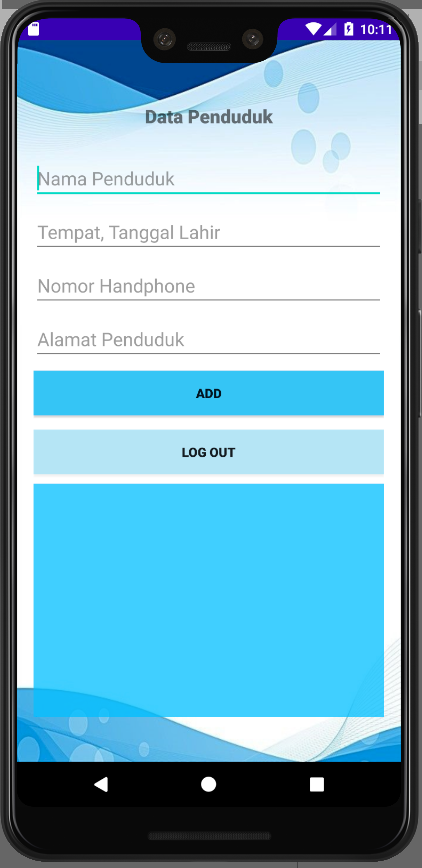 10:11
Data Penduduk
Nama Penduduk
Tempat, Tanggal Lahir
Nomor Handphone
Alamat Penduduk
ADD
LOG OUT